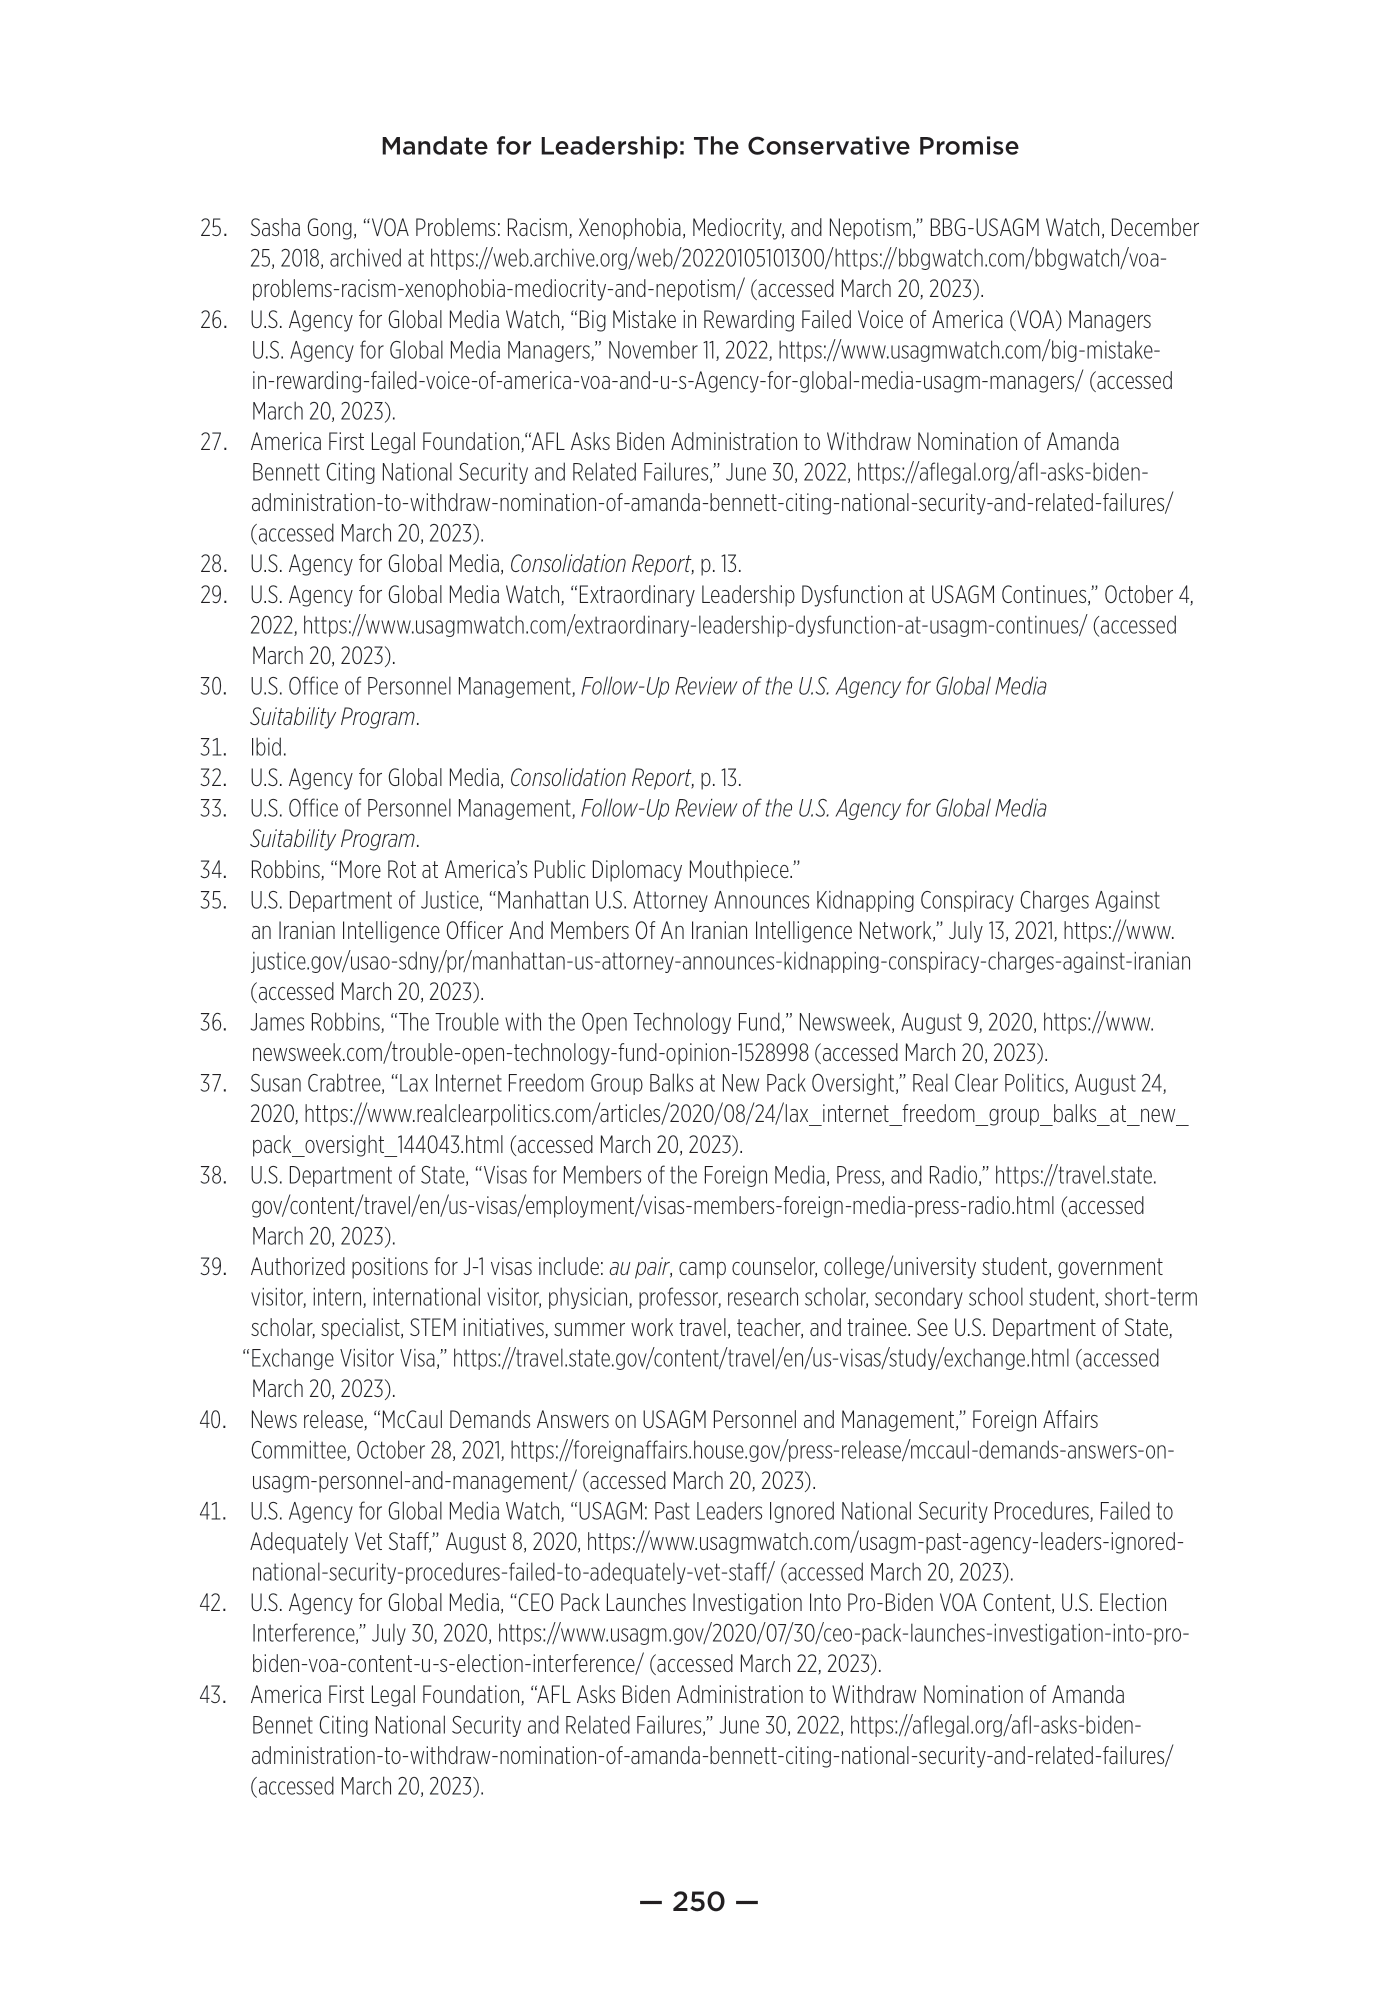 Mandate for Leadership: The Conservative Promise
25. Sasha Gong, “VOA Problems: Racism, Xenophobia, Mediocrity, and Nepotism,” BBG-USAGM Watch, December
25, 2018, archived at https://web.archive.org/web/20220105101300/https://bbgwatch.com/bbgwatch/voa-
problems-racism-xenophobia-mediocrity-and-nepotism/ (accessed March 20, 2023).
26. U.S. Agency for Global Media Watch, “Big Mistake in Rewarding Failed Voice of America (VOA) Managers
U.S. Agency for Global Media Managers,” November 11, 2022, https://www.usagmwatch.com/big-mistake-
in-rewarding-failed-voice-of-america-voa-and-u-s-Agency-for-global-media-usagm-managers/ (accessed
March 20, 2023).
27. America First Legal Foundation,“AFL Asks Biden Administration to Withdraw Nomination of Amanda
Bennett Citing National Security and Related Failures,” June 30, 2022, https://aflegal.org/afl-asks-biden-
administration-to-withdraw-nomination-of-amanda-bennett-citing-national-security-and-related-failures/
(accessed March 20, 2023).
28. U.S. Agency for Global Media, Consolidation Report, p. 13.
29. U.S. Agency for Global Media Watch, “Extraordinary Leadership Dysfunction at USAGM Continues,” October 4,
2022, https://www.usagmwatch.com/extraordinary-leadership-dysfunction-at-usagm-continues/ (accessed
March 20, 2023).
30. U.S. Office of Personnel Management, Follow-Up Review of the U.S. Agency for Global Media
Suitability Program.
31. Ibid.
32. U.S. Agency for Global Media, Consolidation Report, p. 13.
33. U.S. Office of Personnel Management, Follow-Up Review of the U.S. Agency for Global Media
Suitability Program.
34. Robbins, “More Rot at America’s Public Diplomacy Mouthpiece.”
35. U.S. Department of Justice, “Manhattan U.S. Attorney Announces Kidnapping Conspiracy Charges Against
an Iranian Intelligence Officer And Members Of An Iranian Intelligence Network,” July 13, 2021, https://www.
justice.gov/usao-sdny/pr/manhattan-us-attorney-announces-kidnapping-conspiracy-charges-against-iranian
(accessed March 20, 2023).
36. James Robbins, “The Trouble with the Open Technology Fund,” Newsweek, August 9, 2020, https://www.
newsweek.com/trouble-open-technology-fund-opinion-1528998 (accessed March 20, 2023).
37. Susan Crabtree, “Lax Internet Freedom Group Balks at New Pack Oversight,” Real Clear Politics, August 24,
2020, https://www.realclearpolitics.com/articles/2020/08/24/lax_internet_freedom_group_balks_at_new_
pack_oversight_144043.html (accessed March 20, 2023).
38. U.S. Department of State, “Visas for Members of the Foreign Media, Press, and Radio,” https://travel.state.
gov/content/travel/en/us-visas/employment/visas-members-foreign-media-press-radio.html (accessed
March 20, 2023).
39. Authorized positions for J-1 visas include: au pair, camp counselor, college/university student, government
visitor, intern, international visitor, physician, professor, research scholar, secondary school student, short-term
scholar, specialist, STEM initiatives, summer work travel, teacher, and trainee. See U.S. Department of State,
“Exchange Visitor Visa,” https://travel.state.gov/content/travel/en/us-visas/study/exchange.html (accessed
March 20, 2023).
40. News release, “McCaul Demands Answers on USAGM Personnel and Management,” Foreign Affairs
Committee, October 28, 2021, https://foreignaffairs.house.gov/press-release/mccaul-demands-answers-on-
usagm-personnel-and-management/ (accessed March 20, 2023).
41. U.S. Agency for Global Media Watch, “USAGM: Past Leaders Ignored National Security Procedures, Failed to
Adequately Vet Staff,” August 8, 2020, https://www.usagmwatch.com/usagm-past-agency-leaders-ignored-
national-security-procedures-failed-to-adequately-vet-staff/ (accessed March 20, 2023).
42. U.S. Agency for Global Media, “CEO Pack Launches Investigation Into Pro-Biden VOA Content, U.S. Election
Interference,” July 30, 2020, https://www.usagm.gov/2020/07/30/ceo-pack-launches-investigation-into-pro-
biden-voa-content-u-s-election-interference/ (accessed March 22, 2023).
43. America First Legal Foundation, “AFL Asks Biden Administration to Withdraw Nomination of Amanda
Bennet Citing National Security and Related Failures,” June 30, 2022, https://aflegal.org/afl-asks-biden-
administration-to-withdraw-nomination-of-amanda-bennett-citing-national-security-and-related-failures/
(accessed March 20, 2023).
— 250 —